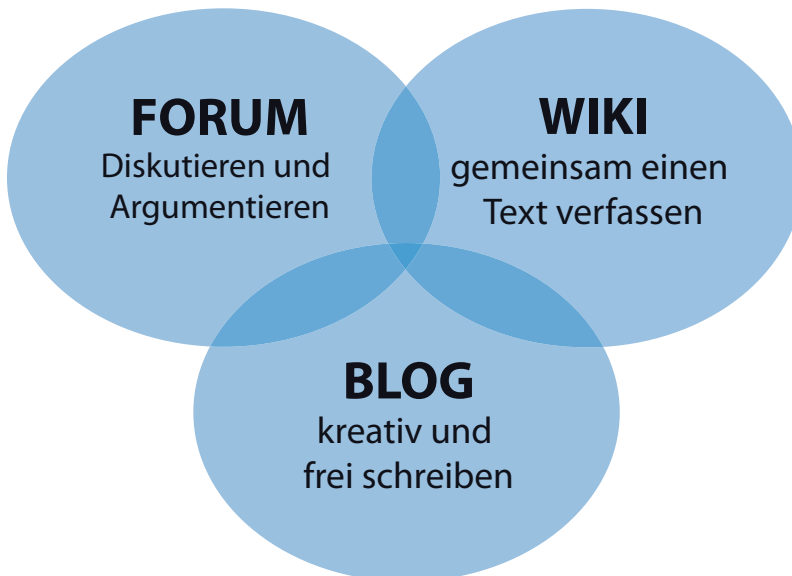 FORUM
Diskutieren und
Argumentieren
WIKI
gemeinsam einen
Text verfassen
BLOG
kreativ und
frei schreiben